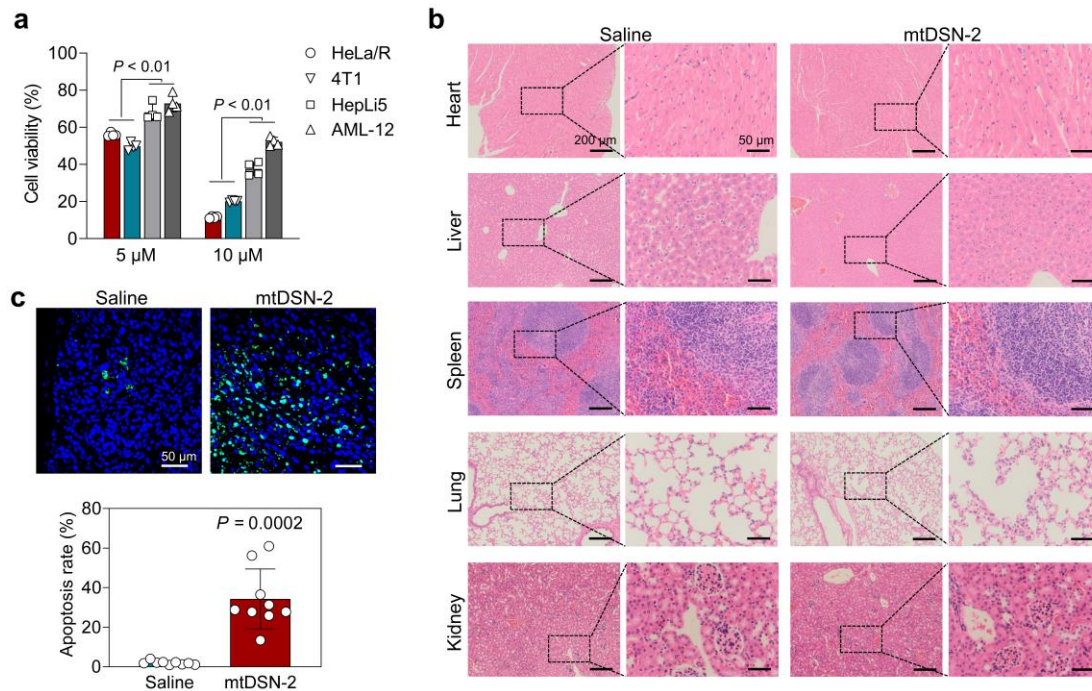 a
100
80
60
40
20
0
Cell viability (%)
P < 0.01
P < 0.01
5 µM
10 µM
HeLa/R
4T1
HepLi5
AML-12
b
Saline
mtDSN-2
Heart
200 µm
50 µm
Liver
Spleen
Lung
Kidney
c
Saline
mtDSN-2
50 µm
80
60
40
20
0
Apoptosis rate (%)
P = 0.0002
Saline
mtDSN-2